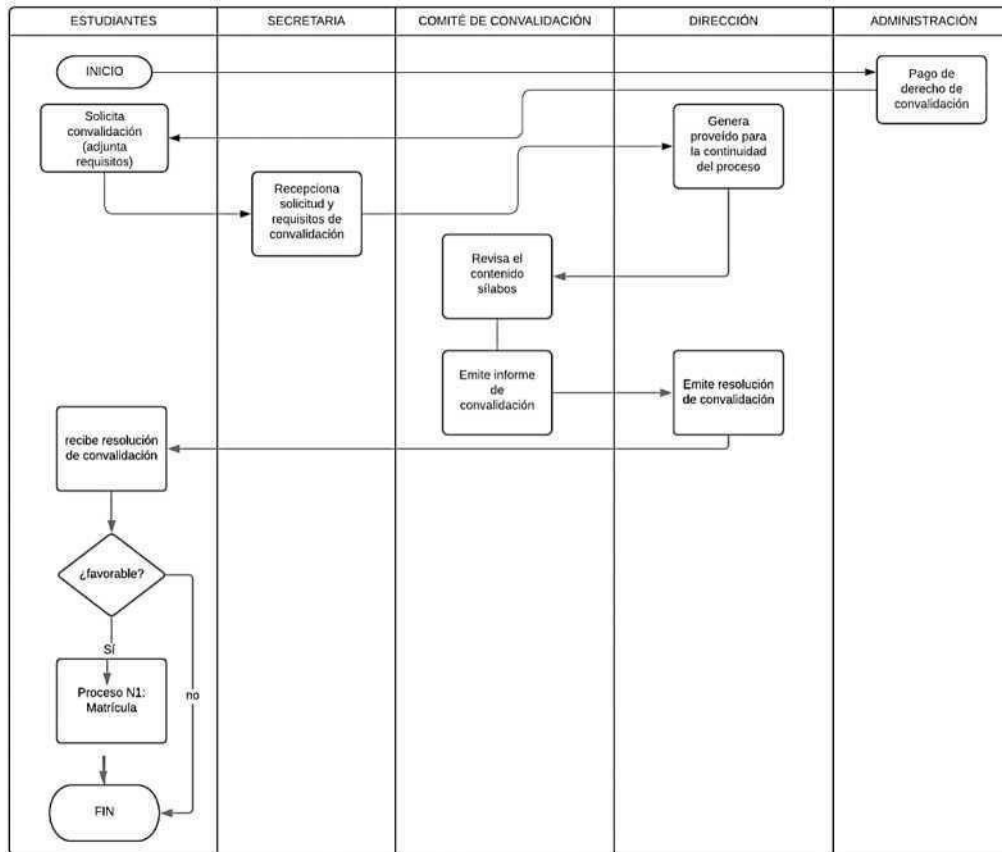 ESTUDIANTES
SECRETARIA
COMITÉ DE CONVALIDACIÓN
DIRECCIÓN
ADMINISTRACIÓN
INICIO
Pago de
derecho de
convalidación
Solicita
convalidación
(adjunta
requisitos)
Genera
proveído para
la continuidad
del proceso
Recepciona
solicitud y
requisitos de
convalidación
Revisa el
contenido
sílabos
Emite informe
de
convalidación
Emite resolución
de convalidación
recibe resolución
de convalidación
¿favorable?
Sí
no
Proceso N1:
Matrícula
FIN